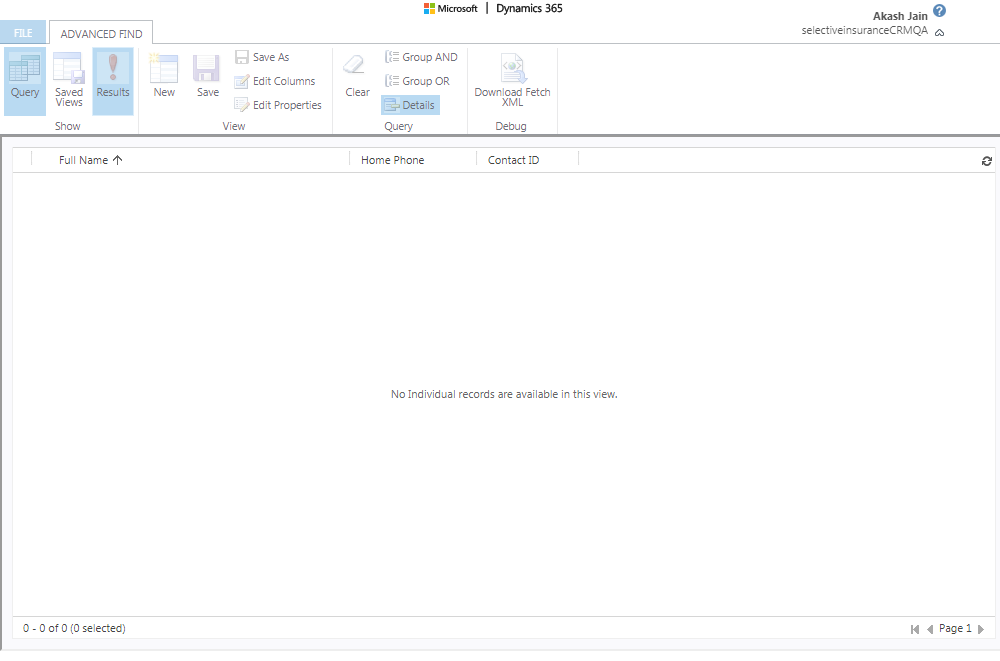 Microsoft | Dynamics 365
Akash Jain
selectiveinsuranceCRMQA
FILE
ADVANCED FIND
Query
Saved Views
Results
Show
New
Save
Save As
Edit Columns
Edit Properties
View
Clear
Group AND
Group OR
Details
Query
Download Fetch XML
Debug
Full Name
Home Phone
Contact ID
No Individual records are available in this view.
0 - 0 of 0 (0 selected)
Page 1